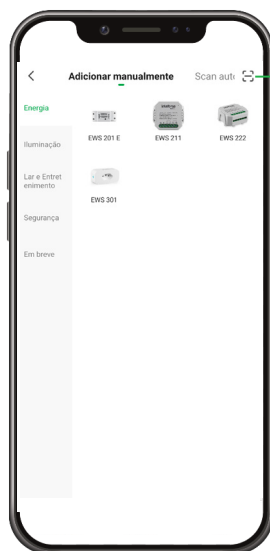 Adicionar manualmente
Scan auto
Energia
EWS 201 E
EWS 211
EWS 222
Iluminação
Lar e Entret
enimento
EWS 301
Segurança
Em breve